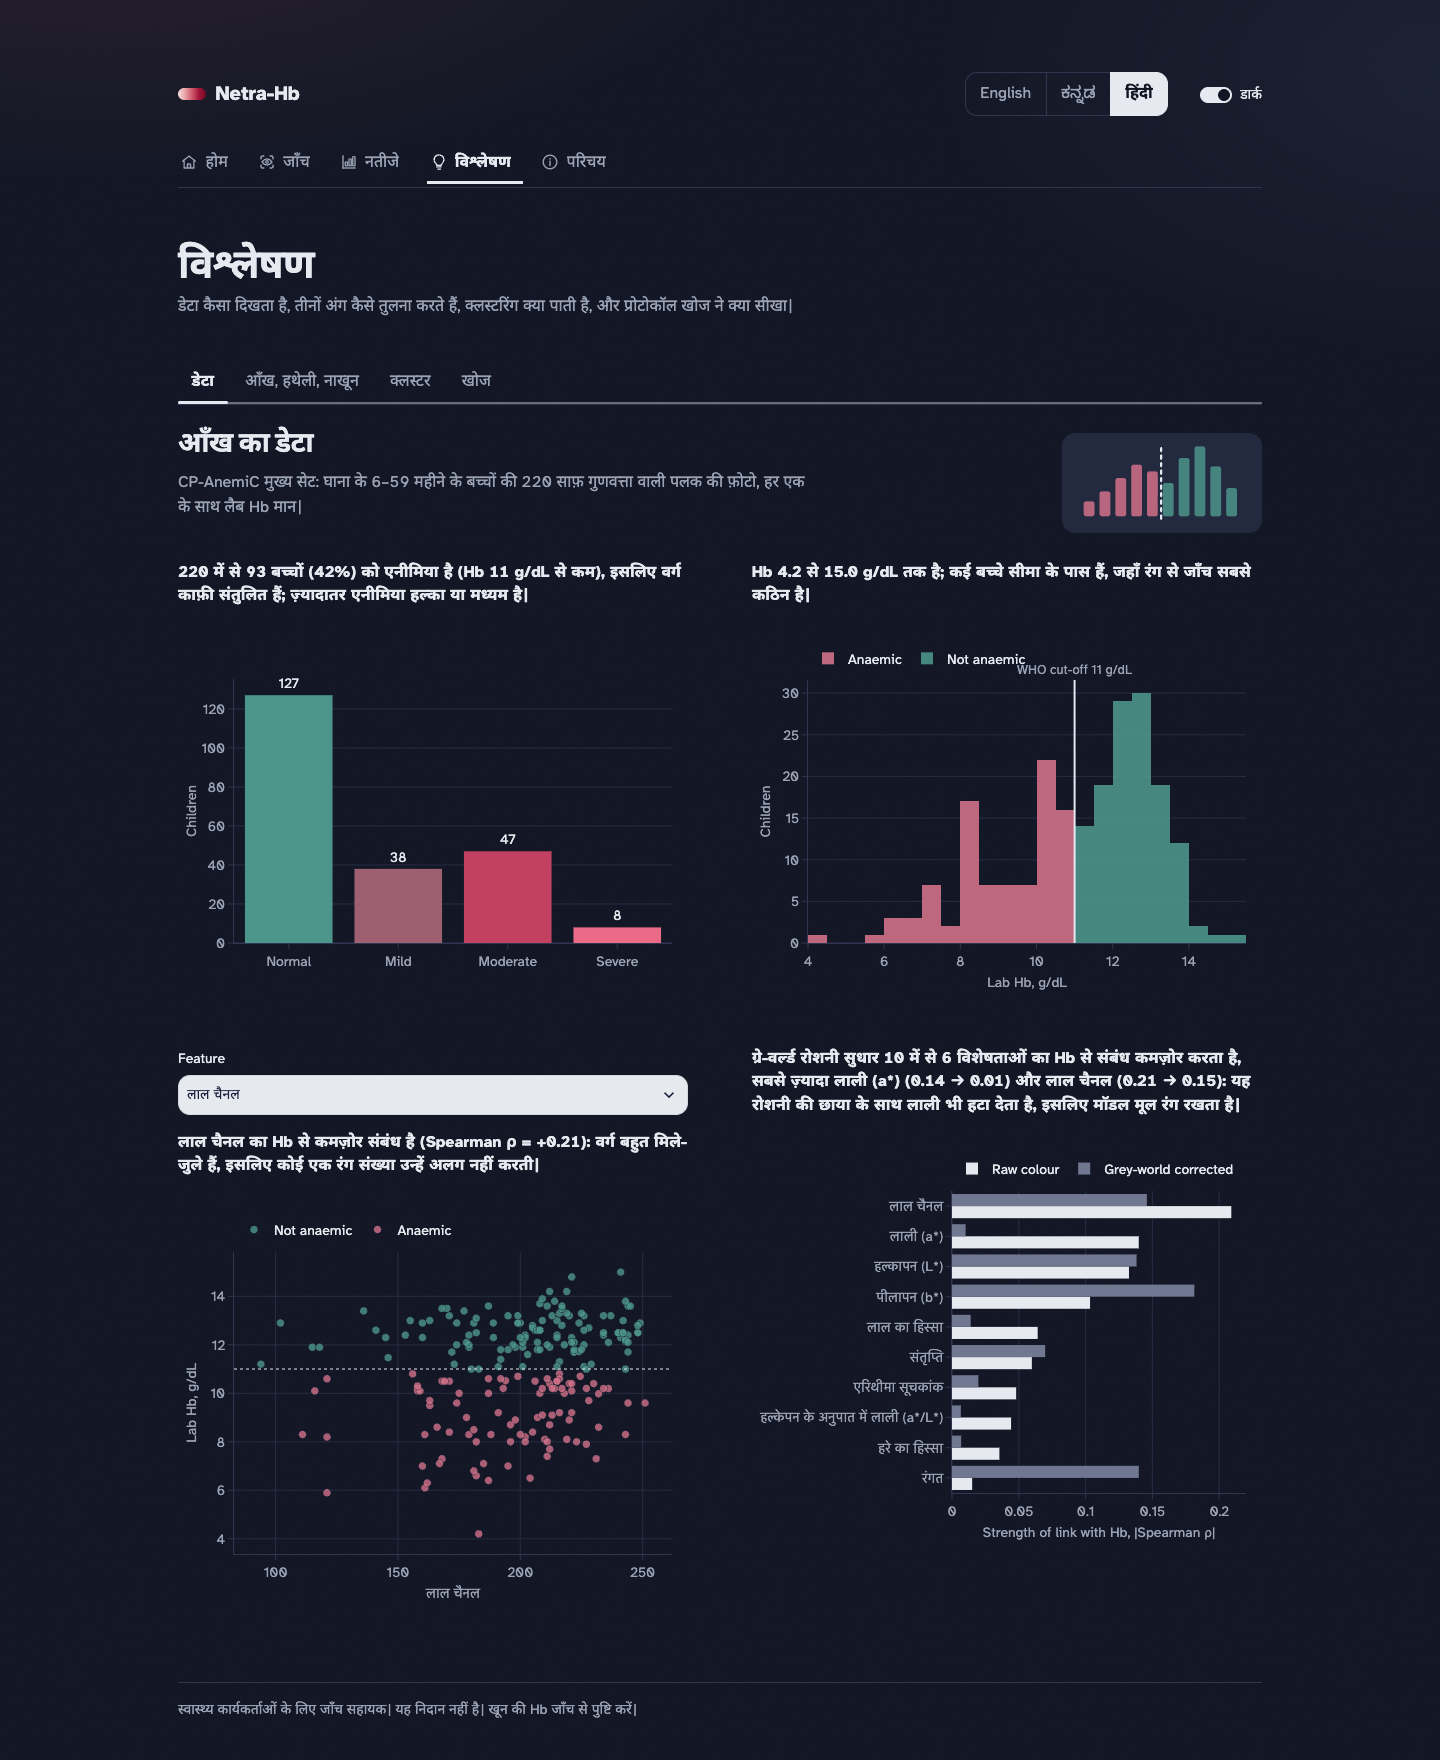 Netra-Hb
English
ಕನ್ನಡ
हिंदी
डार्क
होम
जाँच
नतीजे
विश्लेषण
परिचय
विश्लेषण
डेटा कैसा दिखता है, तीनों अंग कैसे तुलना करते हैं, क्लस्टरिंग क्या पाती है, और प्रोटोकॉल खोज ने क्या सीखा|
डेटा
आँख, हथेली, नाखून
क्लस्टर
खोज
आँख का डेटा
CP-AnemiC मुख्य सेट: घाना के 6–59 महीने के बच्चों की 220 साफ़ गुणवत्ता वाली पलक की फ़ोटो, हर एक
के साथ लैब Hb मान|
220 में से 93 बच्चों (42%) को एनीमिया है (Hb 11 g/dL से कम), इसलिए वर्ग
काफ़ी संतुलित हैं; ज़्यादातर एनीमिया हल्का या मध्यम है|
127
38
47
8
120
100
80
60
40
20
0
Children
Normal
Mild
Moderate
Severe
Hb 4.2 से 15.0 g/dL तक है; कई बच्चे सीमा के पास हैं, जहाँ रंग से जाँच सबसे
कठिन है|
Anaemic
Not anaemic
WHO cut-off 11 g/dL
30
25
20
15
10
5
0
Children
4
6
8
10
12
14
Lab Hb, g/dL
Feature
लाल चैनल
लाल चैनल का Hb से कमज़ोर संबंध है (Spearman ρ = +0.21): वर्ग बहुत मिले-
जुले हैं, इसलिए कोई एक रंग संख्या उन्हें अलग नहीं करती|
Not anaemic
Anaemic
14
12
10
8
6
4
Lab Hb, g/dL
100
150
200
250
लाल चैनल
ग्रे-वर्ल्ड रोशनी सुधार 10 में से 6 विशेषताओं का Hb से संबंध कमज़ोर करता है,
सबसे ज़्यादा लाली (a*) (0.14 → 0.01) और लाल चैनल (0.21 → 0.15): यह
रोशनी की छाया के साथ लाली भी हटा देता है, इसलिए मॉडल मूल रंग रखता है|
Raw colour
Grey-world corrected
लाल चैनल
लाली (a*)
हल्कापन (L*)
पीलापन (b*)
लाल का हिस्सा
संतृप्ति
एरिथीमा सूचकांक
हल्केपन के अनुपात में लाली (a*/L*)
हरे का हिस्सा
रंगत
0
0.05
0.1
0.15
0.2
Strength of link with Hb, |Spearman ρ|
स्वास्थ्य कार्यकर्ताओं के लिए जाँच सहायक| यह निदान नहीं है| खून की Hb जाँच से पुष्टि करें|